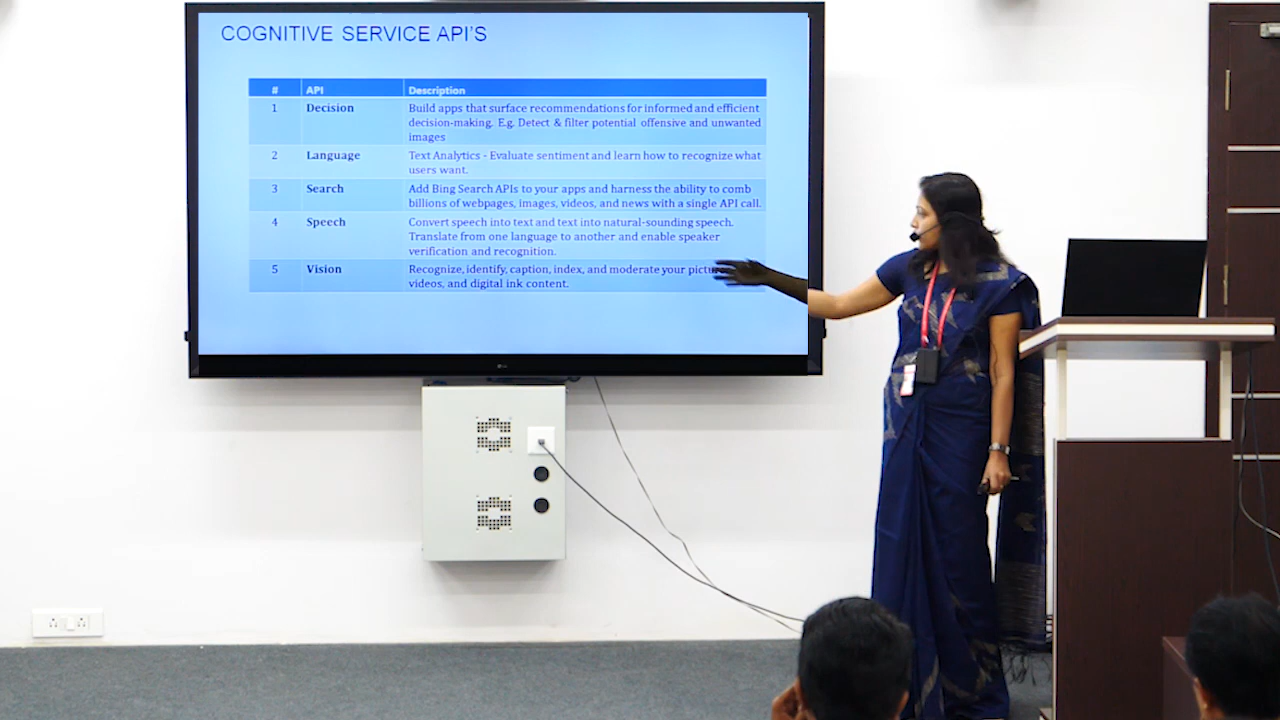 COGNITIVE SERVICE API'S
# API Description
1 Decision Build apps that surface recommendations for informed and efficient
decision-making. E.g. Detect & filter potential offensive and unwanted
images
2 Language Text Analytics - Evaluate sentiment and learn how to recognize what
users want.
3 Search Add Bing Search APIs to your apps and harness the ability to comb
billions of webpages, images, videos, and news with a single API call.
4 Speech Convert speech into text and text into natural-sounding speech.
Translate from one language to another and enable speaker
verification and recognition.
5 Vision Recognize, identify, caption, index, and moderate your
videos, and digital ink content.